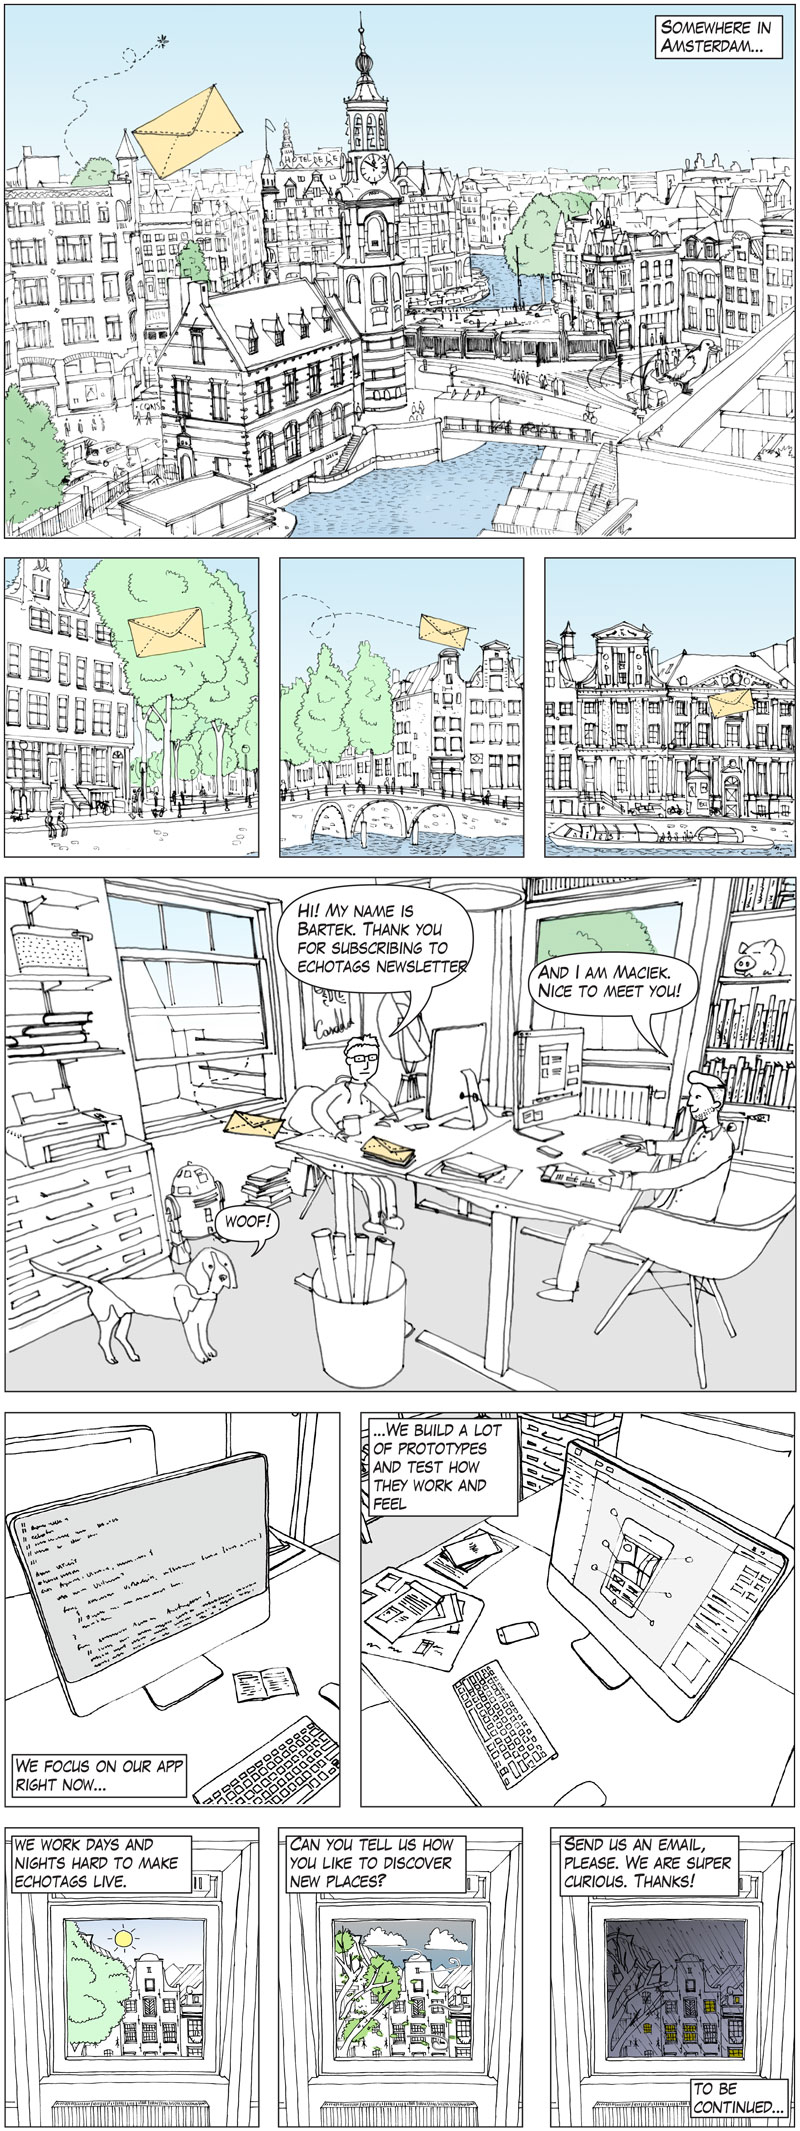 Somewhere in
Amsterdam...
HOTEL DE L'E
Hi! My name is
Bartek. Thank you
for subscribing to
echotags newsletter
And I am Maciek.
Nice to meet you!
woof!
We focus on our app
right now...
...We build a lot
of prototypes
and test how
they work and
feel
we work days and
nights hard to make
echotags live.
Can you tell us how
you like to discover
new places?
Send us an email,
please. We are super
curious. Thanks!
to be
continued...